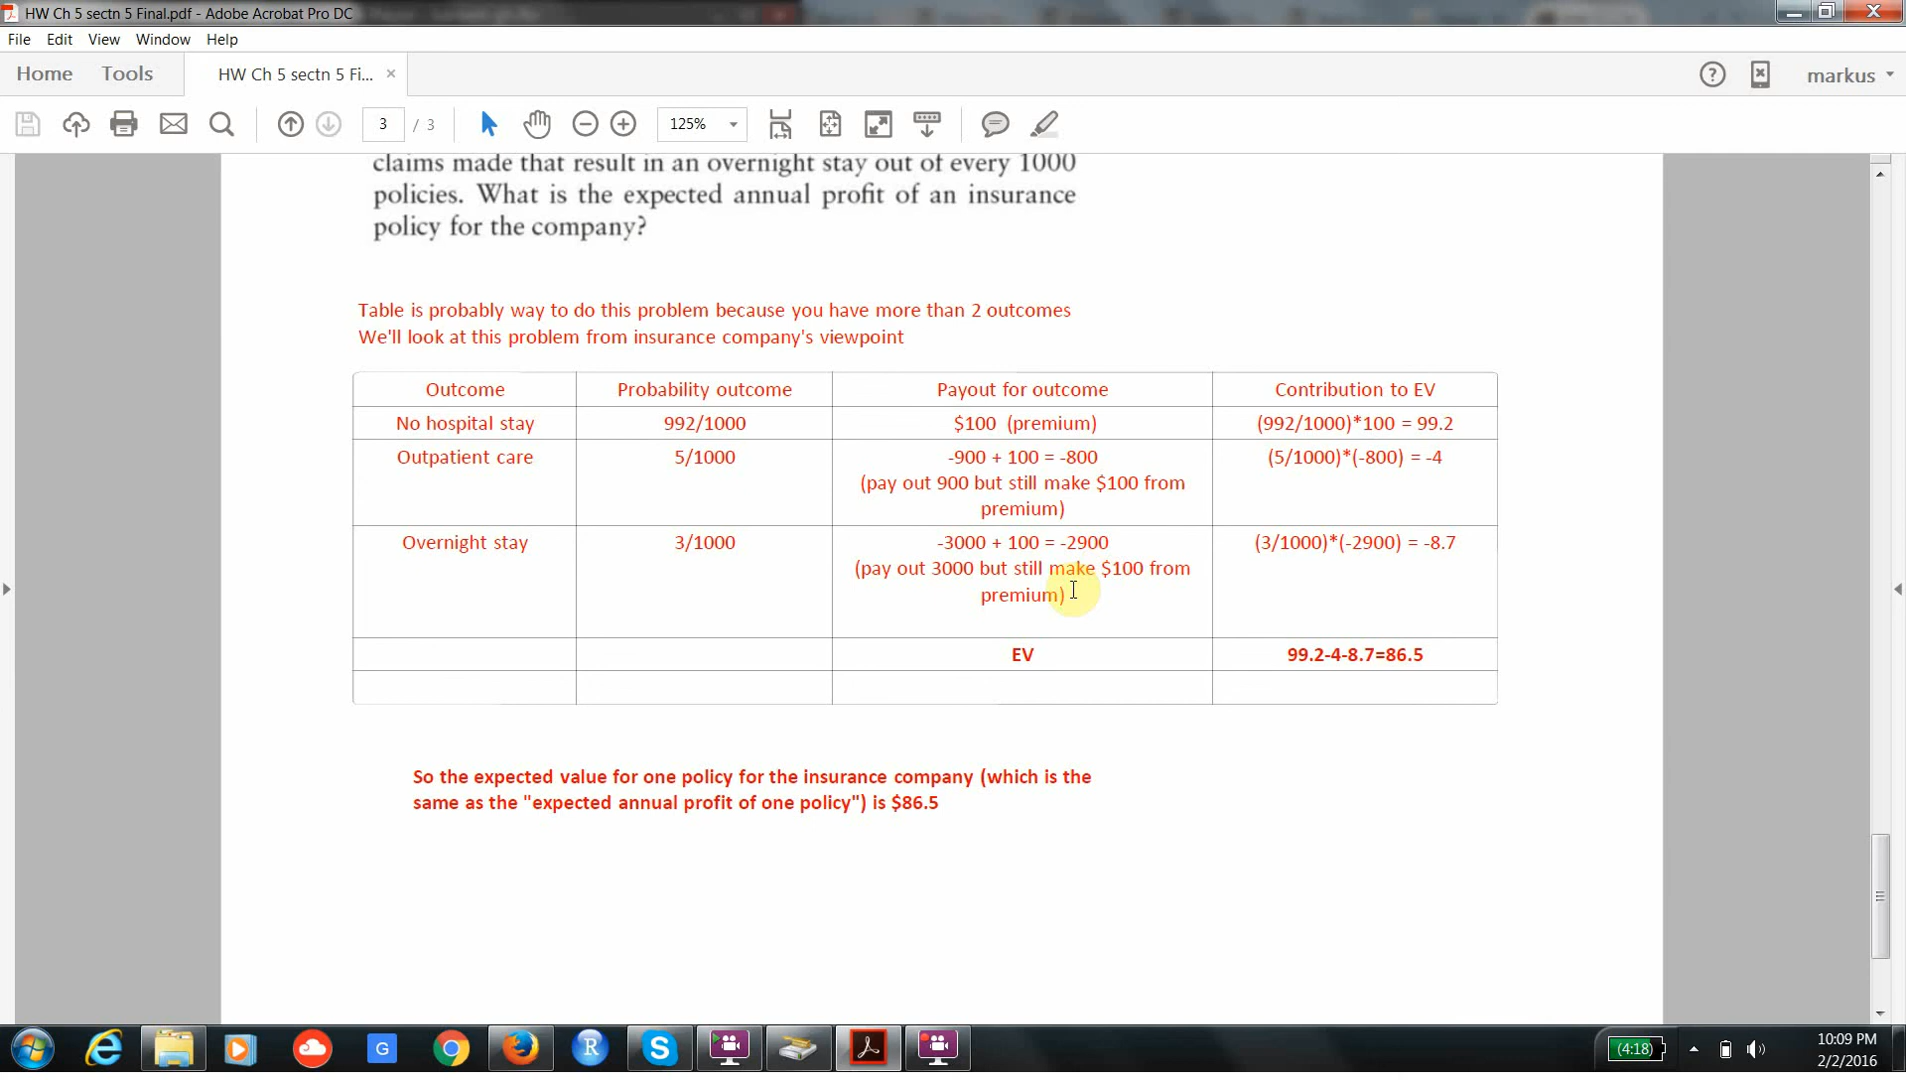 HW Ch 5 sectn 5 Final.pdf - Adobe Acrobat Pro DC
File Edit View Window Help
Home Tools HW Ch 5 sectn 5 Fi... × markus
3 / 3 125%
claims made that result in an overnight stay out of every 1000
policies. What is the expected annual profit of an insurance
policy for the company?
Table is probably way to do this problem because you have more than 2 outcomes
We'll look at this problem from insurance company's viewpoint
Outcome Probability outcome Payout for outcome Contribution to EV
No hospital stay 992/1000 $100 (premium) (992/1000)*100 = 99.2
Outpatient care 5/1000 -900 + 100 = -800 (5/1000)*(-800) = -4
(pay out 900 but still make $100 from
premium)
Overnight stay 3/1000 -3000 + 100 = -2900 (3/1000)*(-2900) = -8.7
(pay out 3000 but still make $100 from
premium)
EV 99.2-4-8.7=86.5
So the expected value for one policy for the insurance company (which is the
same as the "expected annual profit of one policy") is $86.5
(4:18) 10:09 PM
2/2/2016